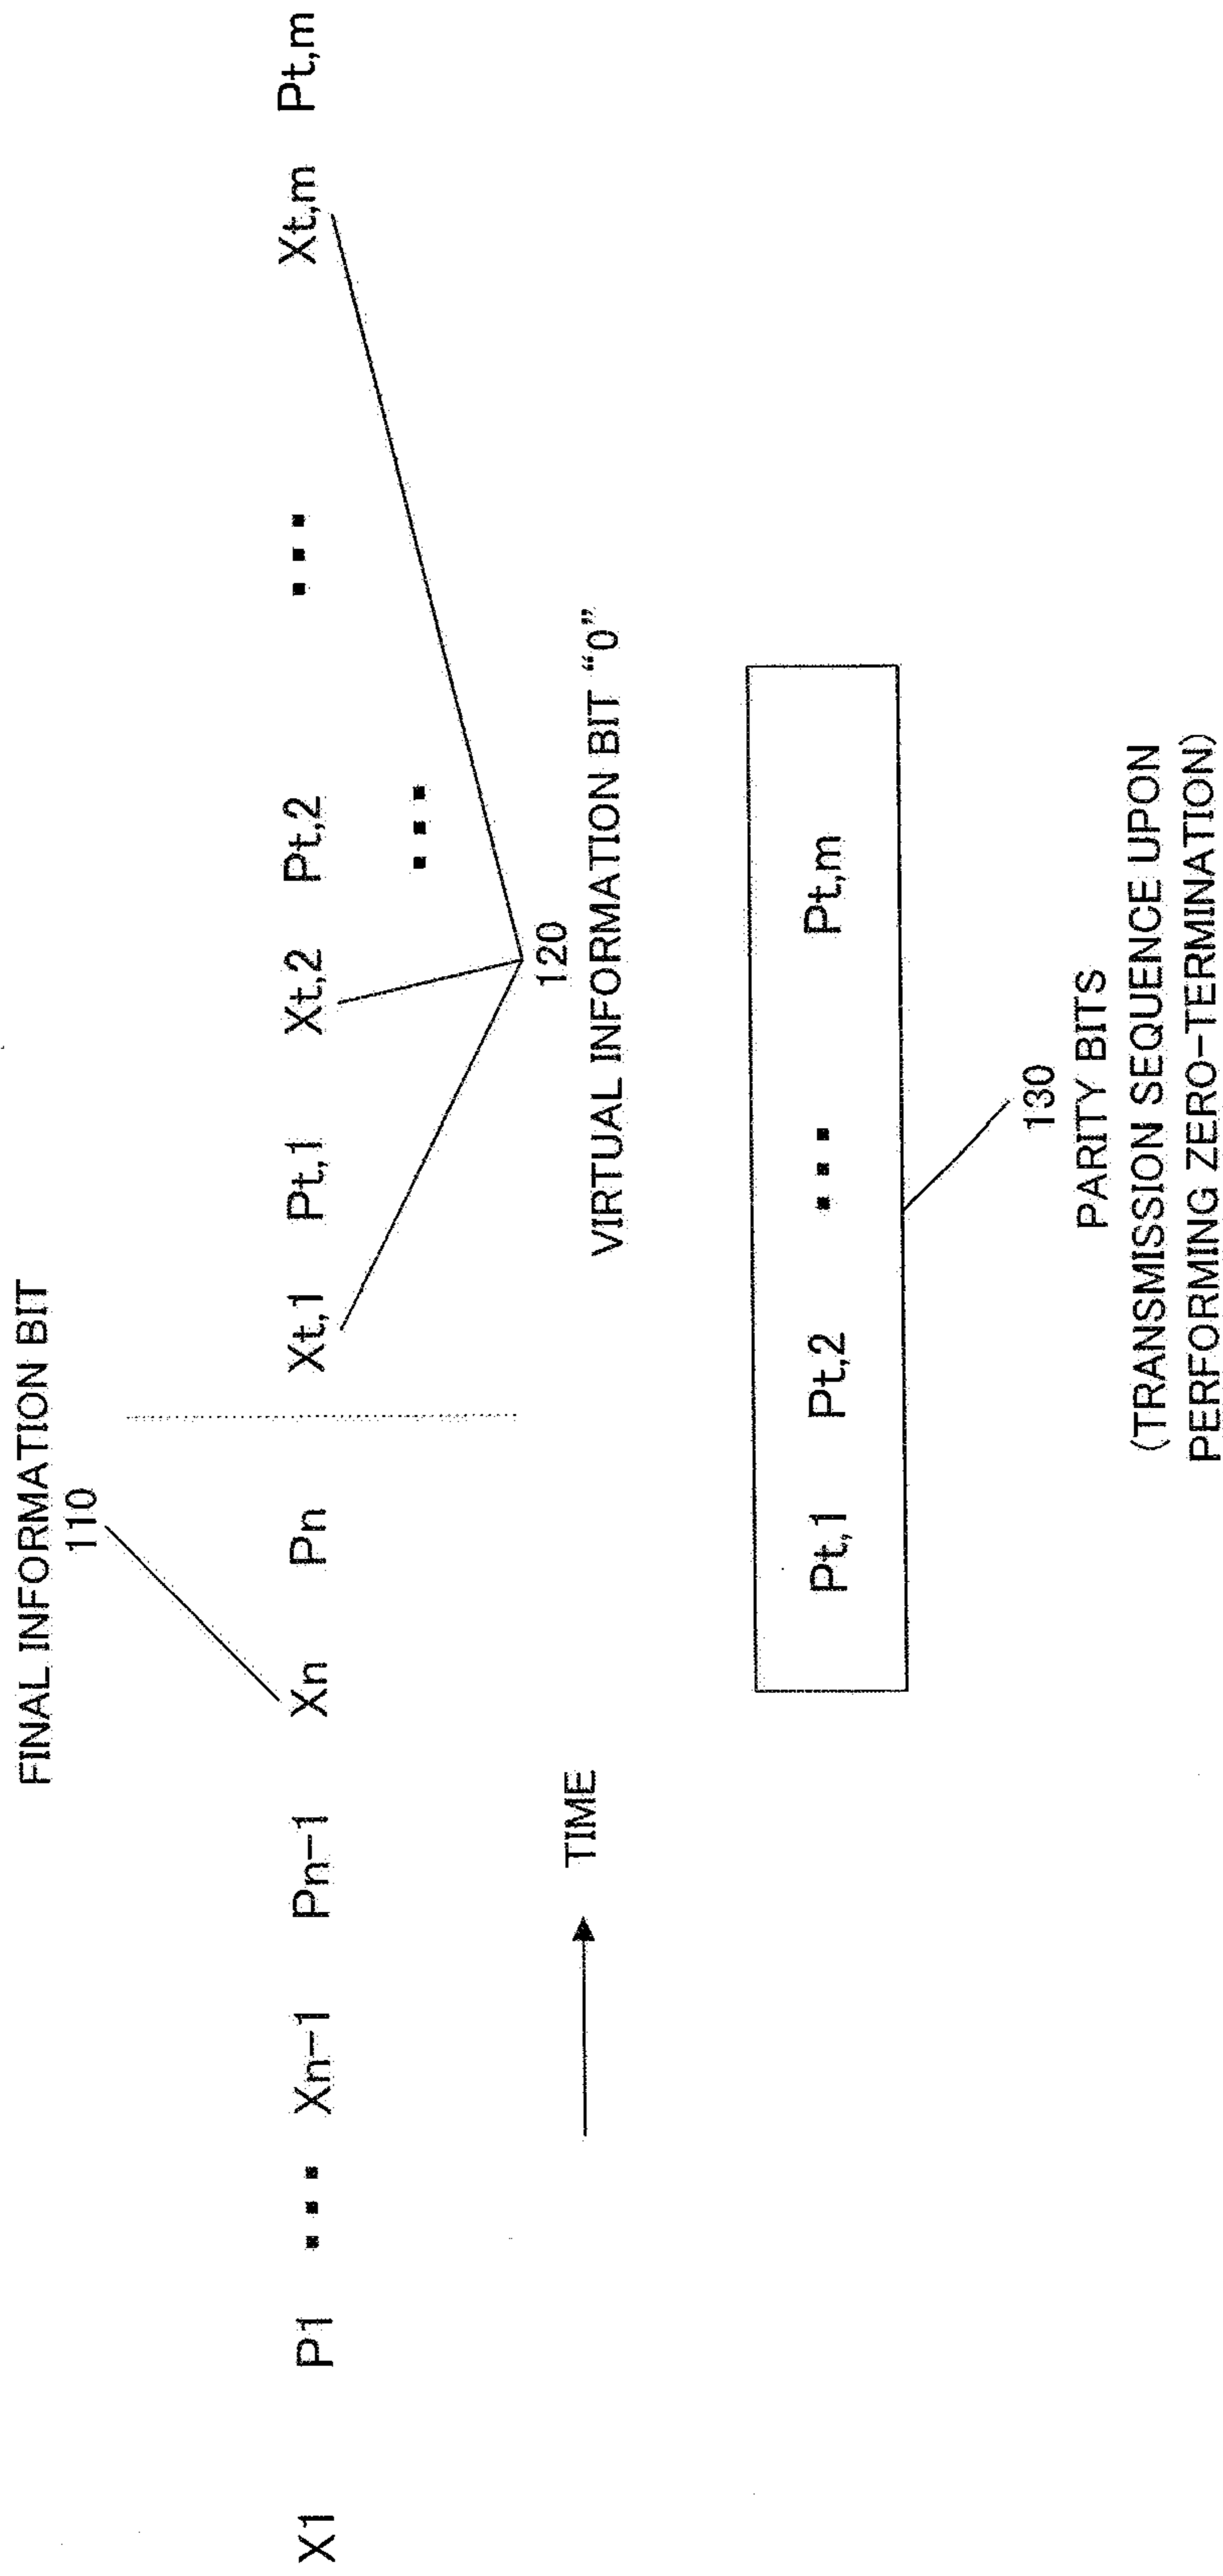 FINAL INFORMATION BIT
110
X1 P1 ▪▪▪ Xn-1 Pn-1 Xn Pn Xt,1 Pt,1 Xt,2 Pt,2 ▪▪▪ Xt,m Pt,m
▪▪▪
120
VIRTUAL INFORMATION BIT “0”
TIME
Pt,1 Pt,2 ▪▪▪ Pt,m
130
PARITY BITS
(TRANSMISSION SEQUENCE UPON
PERFORMING ZERO-TERMINATION)